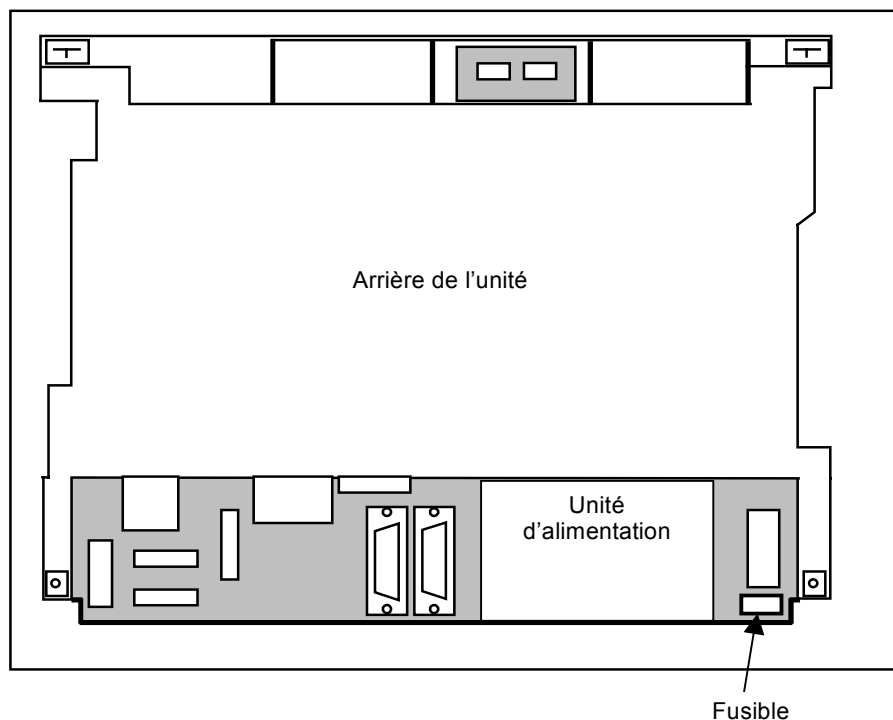 Arrière de l’unité
Unité
d’alimentation
Fusible